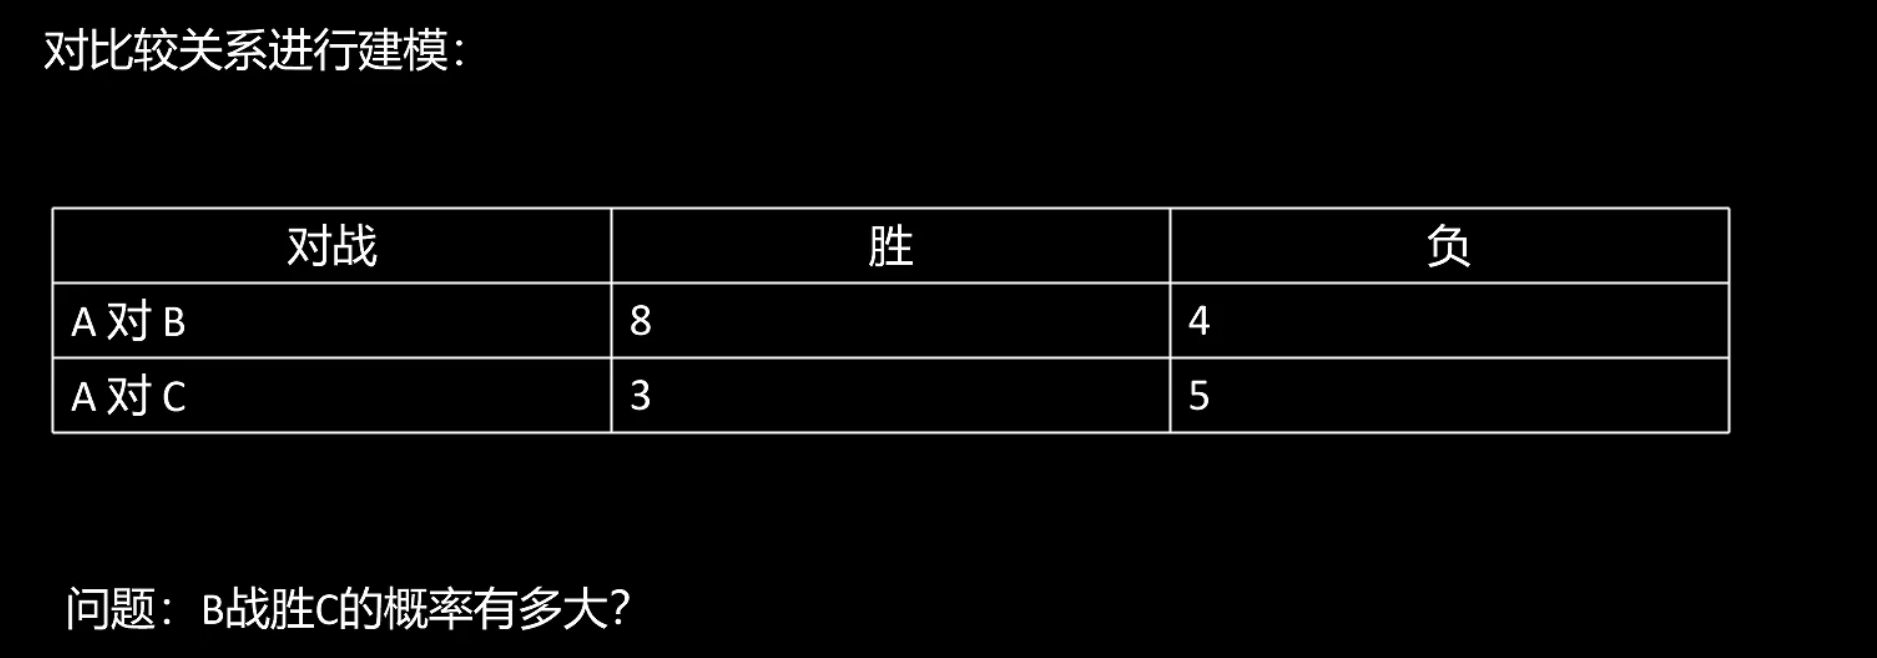 对比较关系进行建模：
对战 胜 负
A 对 B 8 4
A 对 C 3 5
问题：B战胜C的概率有多大？